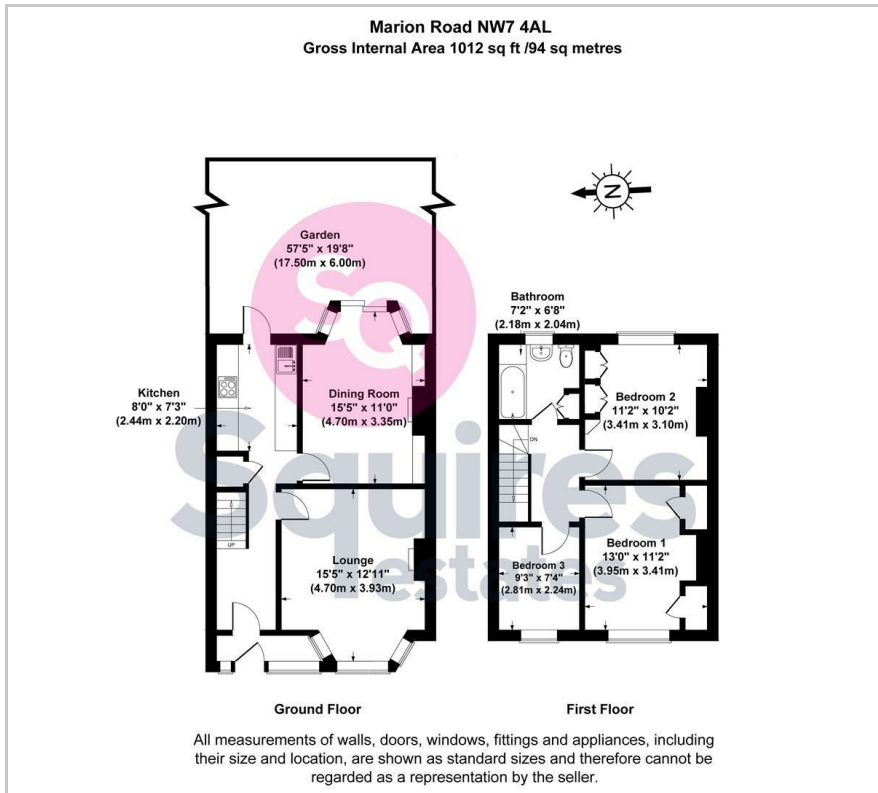 Marion Road NW7 4AL
Gross Internal Area 1012 sq ft /94 sq metres
N
Garden
57'5" x 19'8"
(17.50m x 6.00m)
SQ
Kitchen
8'0" x 7'3"
(2.44m x 2.20m)
Dining Room
15'5" x 11'0"
(4.70m x 3.35m)
UP
Lounge
15'5" x 12'11"
(4.70m x 3.93m)
Bathroom
7'2" x 6'8"
(2.18m x 2.04m)
Bedroom 2
11'2" x 10'2"
(3.41m x 3.10m)
DN
Bedroom 1
13'0" x 11'2"
(3.95m x 3.41m)
Bedroom 3
9'3" x 7'4"
(2.81m x 2.24m)
Squires
estates
Ground Floor
First Floor
All measurements of walls, doors, windows, fittings and appliances, including
their size and location, are shown as standard sizes and therefore cannot be
regarded as a representation by the seller.